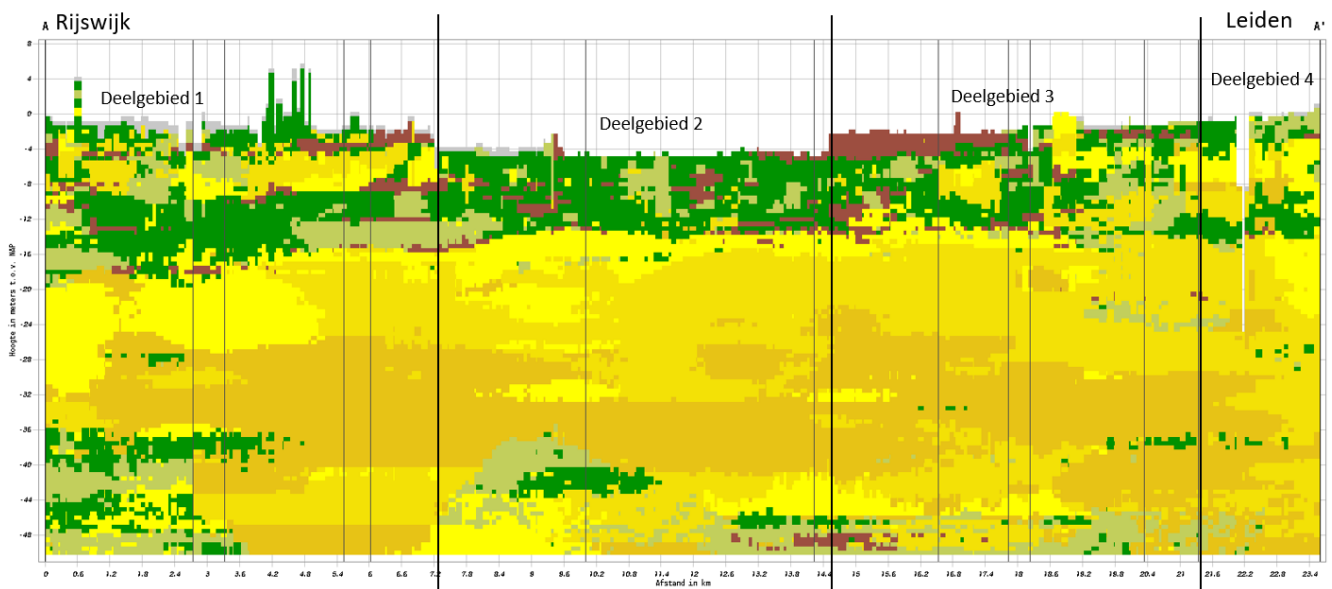 A Rijswijk
Leiden A'
Deelgebied 1
Deelgebied 2
Deelgebied 3
Deelgebied 4
8
4
0
-4
-8
-12
-16
-20
-24
-28
-32
-36
-40
-44
-48
Hoogte in meters t.o.v. NAP
0 0.6 1.2 1.8 2.4 3 3.6 4.2 4.8 5.4 6 6.6 7.2 7.8 8.4 9 9.6 10.2 10.8 11.4 12 12.6 13.2 13.8 14.4 15 15.6 16.2 16.8 17.4 18 18.6 19.2 19.8 20.4 21 21.6 22.2 22.8 23.4
Afstand in km